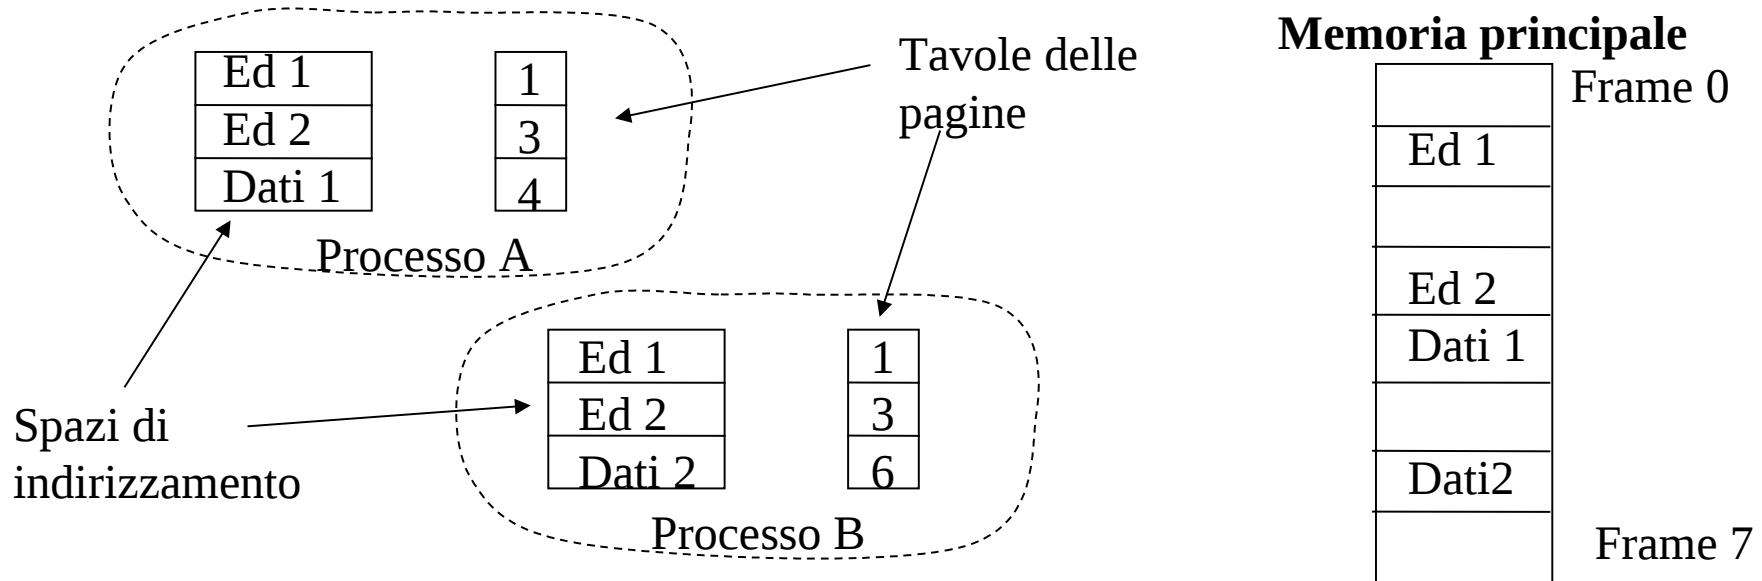 Ed 1
Ed 2
Dati 1
1
3
4
Processo A
Tavole delle
pagine
Spazi di
indirizzamento
Ed 1
Ed 2
Dati 2
1
3
6
Processo B
Memoria principale
Frame 0
Ed 1
Ed 2
Dati 1
Dati2
Frame 7